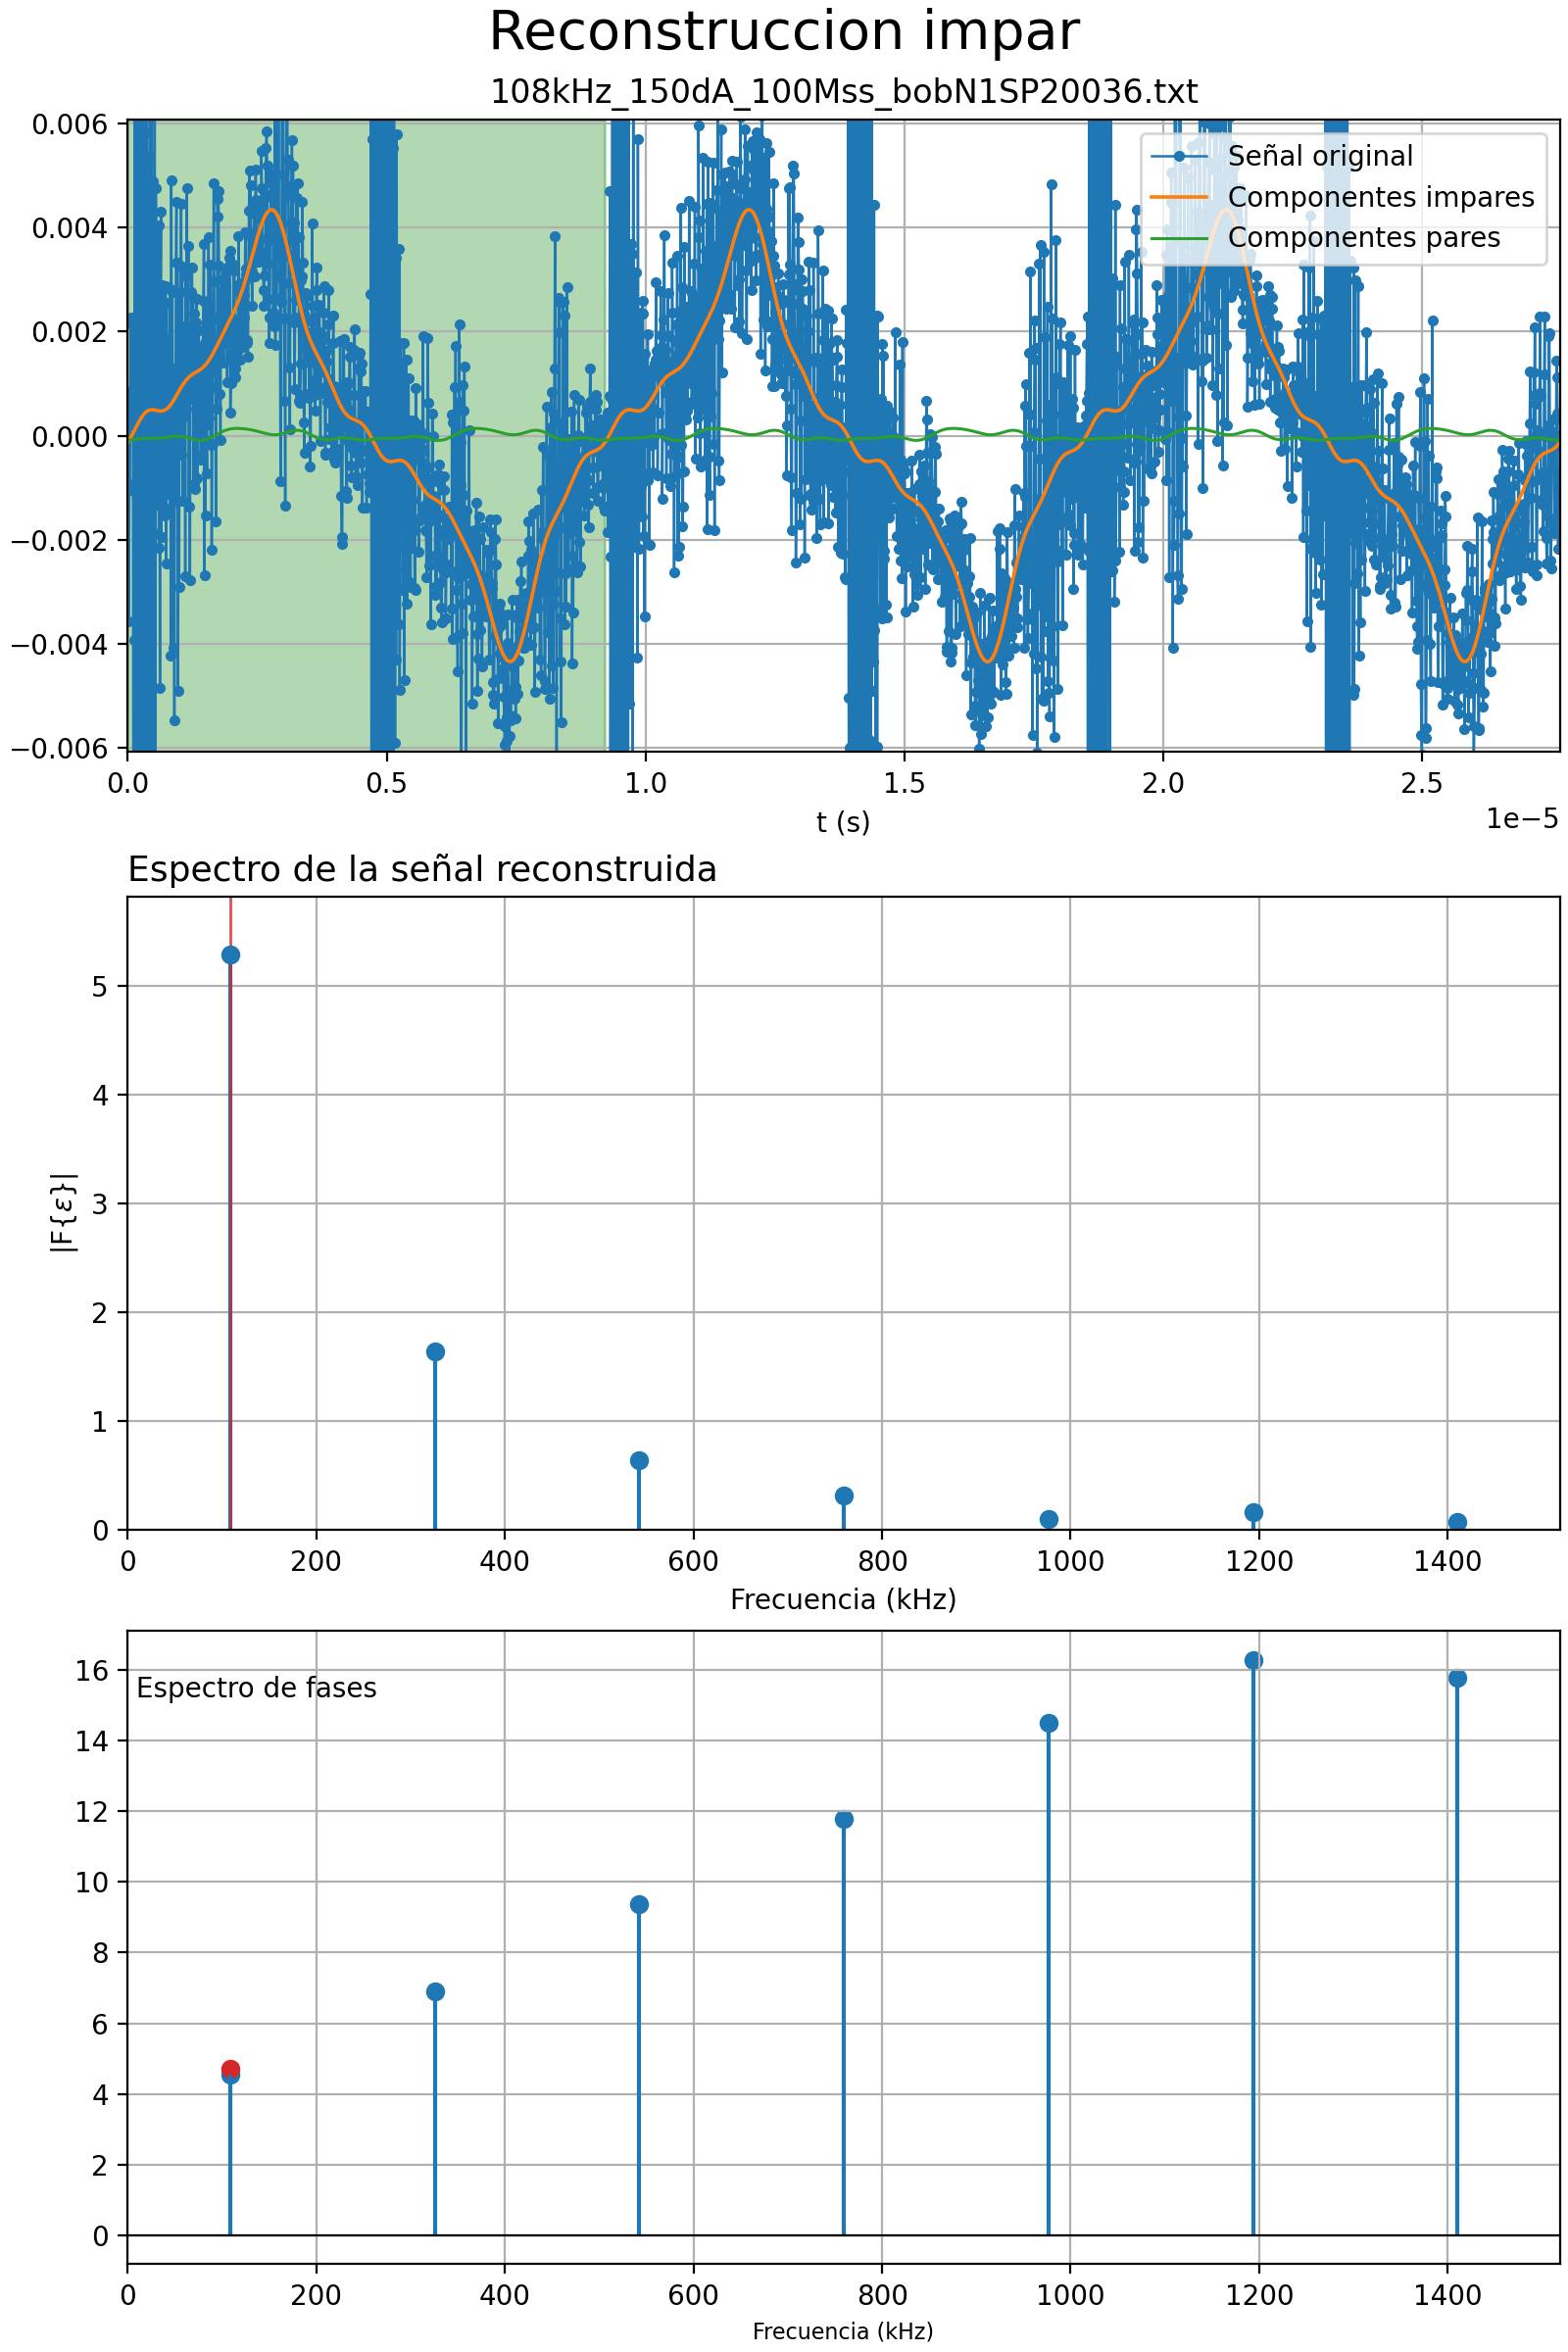 Reconstruccion impar
108kHz_150dA_100Mss_bobN1SP20036.txt
0.006
0.004
0.002
0.000
−0.002
−0.004
−0.006
Señal original
Componentes impares
Componentes pares
0.0 0.5 1.0 1.5 2.0 2.5
t (s)
1e−5
Espectro de la señal reconstruida
|F{ε}|
5
4
3
2
1
0
0 200 400 600 800 1000 1200 1400
Frecuencia (kHz)
Espectro de fases
16
14
12
10
8
6
4
2
0
0 200 400 600 800 1000 1200 1400
Frecuencia (kHz)